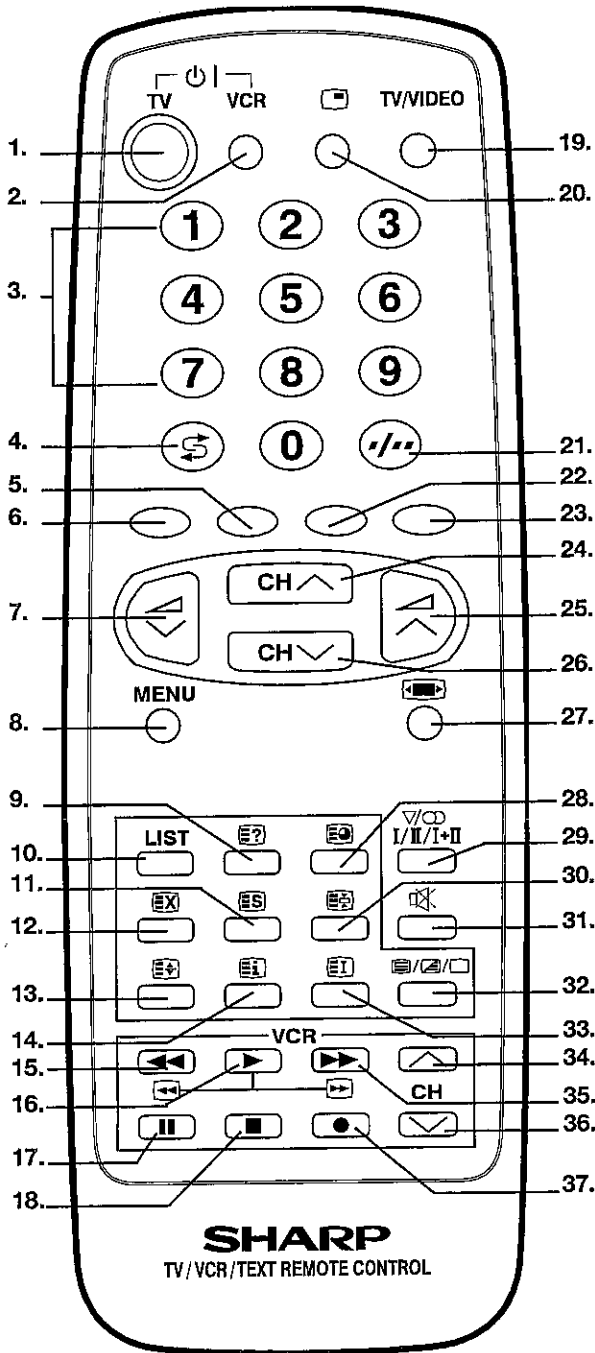 TV VCR TV/VIDEO
1. 19.
2. 20.
1 2 3
3.
4 5 6
7 8 9
4. 0 -/-- 21.
5. 22.
6. 23.
CH 24.
7. 25.
CH 26.
MENU
8. 27.
9. 28.
LIST ? I/II/I+II
10. 29.
11. 30.
X S
12. 31.
13. i I 32.
14. 33.
VCR
15. 34.
16. CH 35.
17. 36.
18. 37.
SHARP
TV/VCR/TEXT REMOTE CONTROL